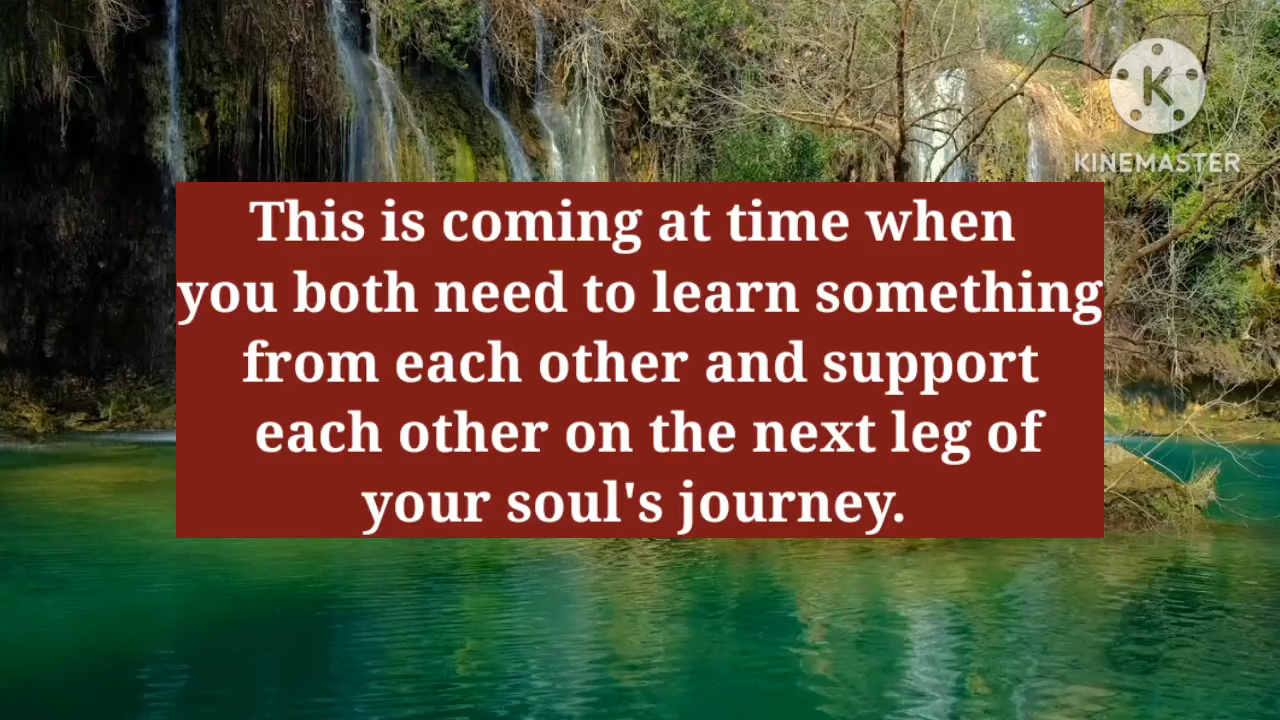 K
KINEMASTER
This is coming at time when
you both need to learn something
from each other and support
each other on the next leg of
your soul's journey.